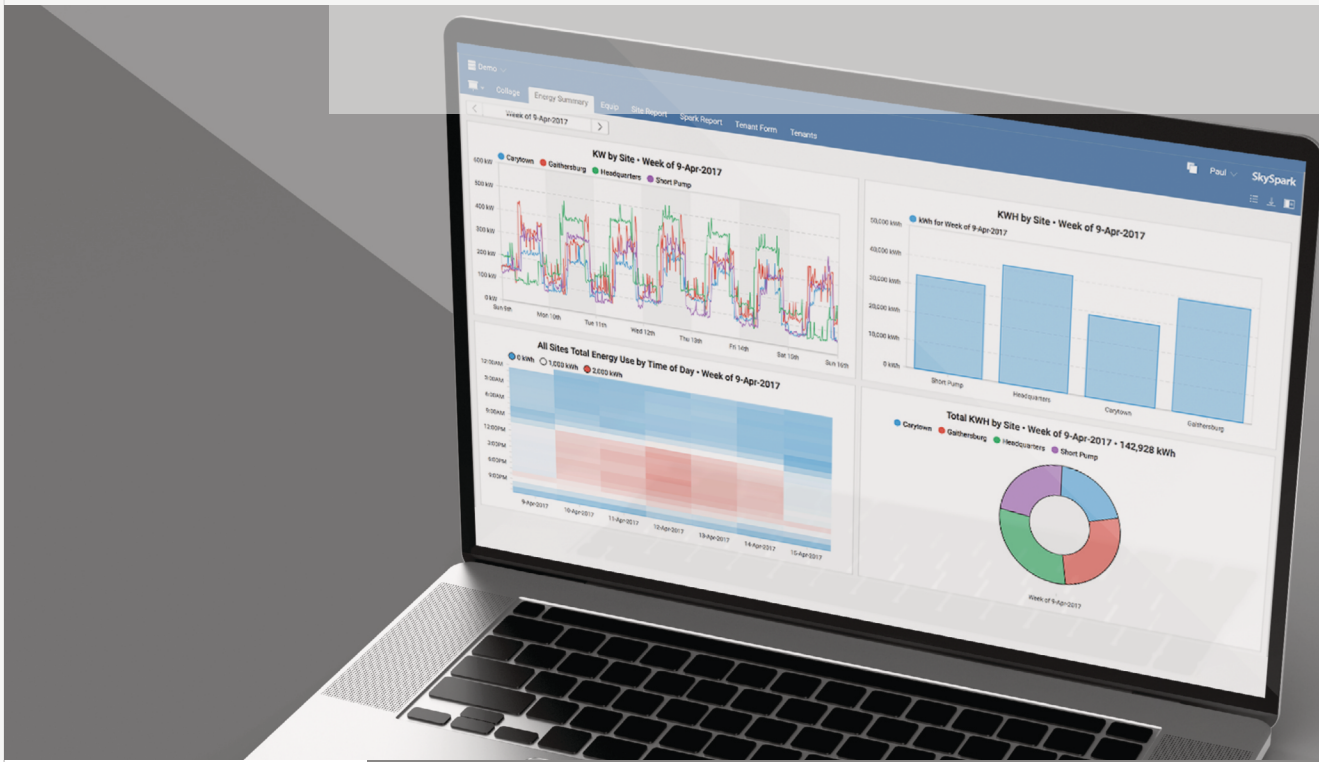 Demo
College Energy Summary Equip Site Report Spark Report Tenant Form Tenants
Paul SkySpark
Week of 9-Apr-2017
KW by Site • Week of 9-Apr-2017
Carytown Gaithersburg Headquarters Short Pump
600 kW
500 kW
400 kW
300 kW
200 kW
100 kW
0 kW
Sun 9th Mon 10th Tue 11th Wed 12th Thu 13th Fri 14th Sat 15th Sun 16th
KWH by Site • Week of 9-Apr-2017
kWh for Week of 9-Apr-2017
50,000 kWh
40,000 kWh
30,000 kWh
20,000 kWh
10,000 kWh
0 kWh
Short Pump Headquarters Carytown Gaithersburg
All Sites Total Energy Use by Time of Day • Week of 9-Apr-2017
0 kWh 1,000 kWh 2,000 kWh
12:00AM
3:00AM
6:00AM
9:00AM
12:00PM
3:00PM
6:00PM
9:00PM
9-Apr-2017 10-Apr-2017 11-Apr-2017 12-Apr-2017 13-Apr-2017 14-Apr-2017 15-Apr-2017
Total KWH by Site • Week of 9-Apr-2017 • 142,928 kWh
Carytown Gaithersburg Headquarters Short Pump
Week of 9-Apr-2017